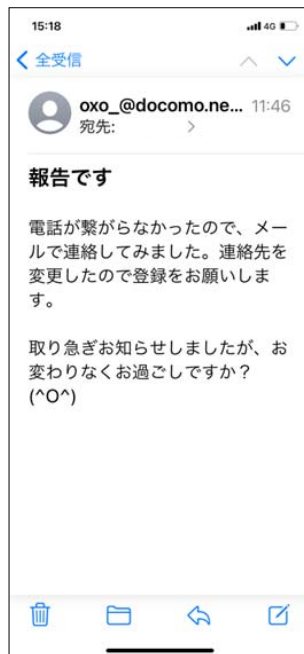 15:18
4G
全受信
oxo_@docomo.ne... 11:46
宛先:
報告です
電話が繋がらなかったので、メー
ルで連絡してみました。連絡先を
変更したので登録をお願いしま
す。
取り急ぎお知らせしましたが、お
変わりなくお過ごしですか？
(^O^)